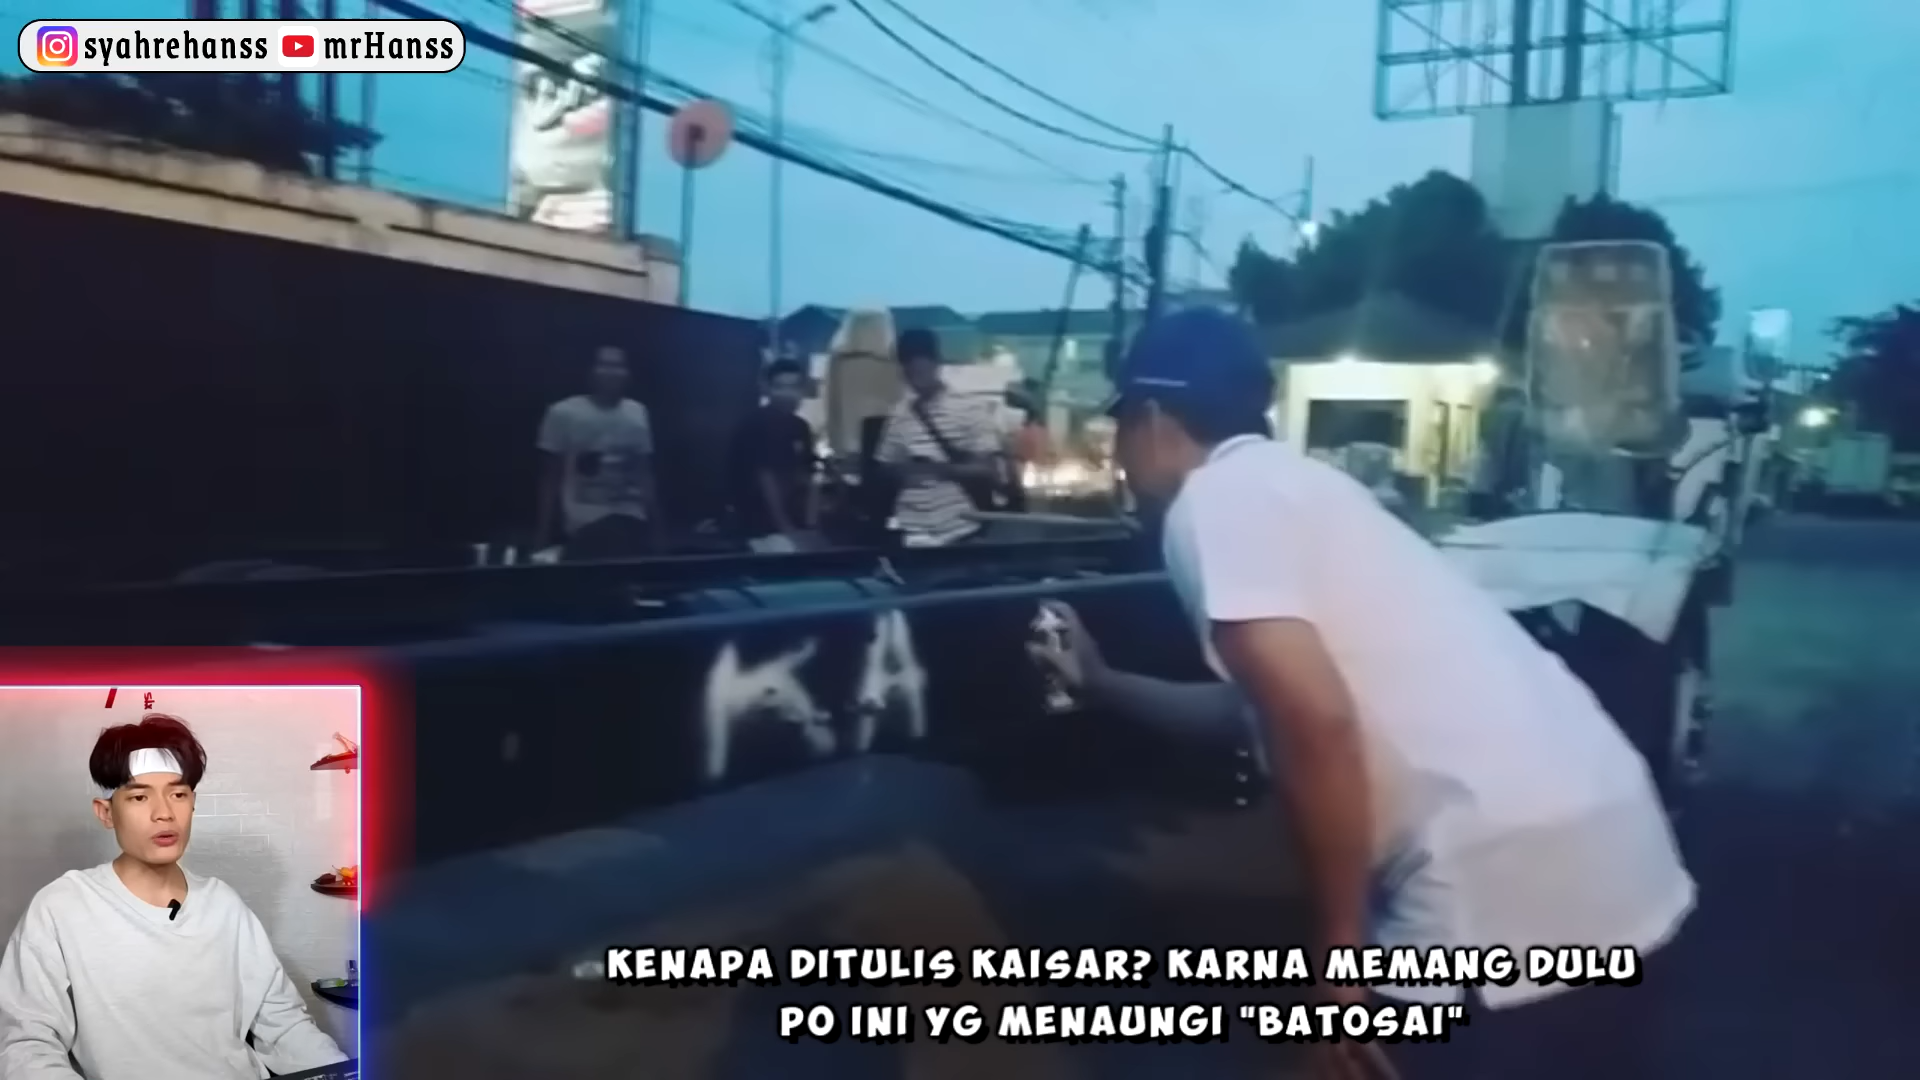 syahrehanss mrHanss
KA
KENAPA DITULIS KAISAR? KARNA MEMANG DULU
PO INI YG MENAUNGI "BATOSAI"